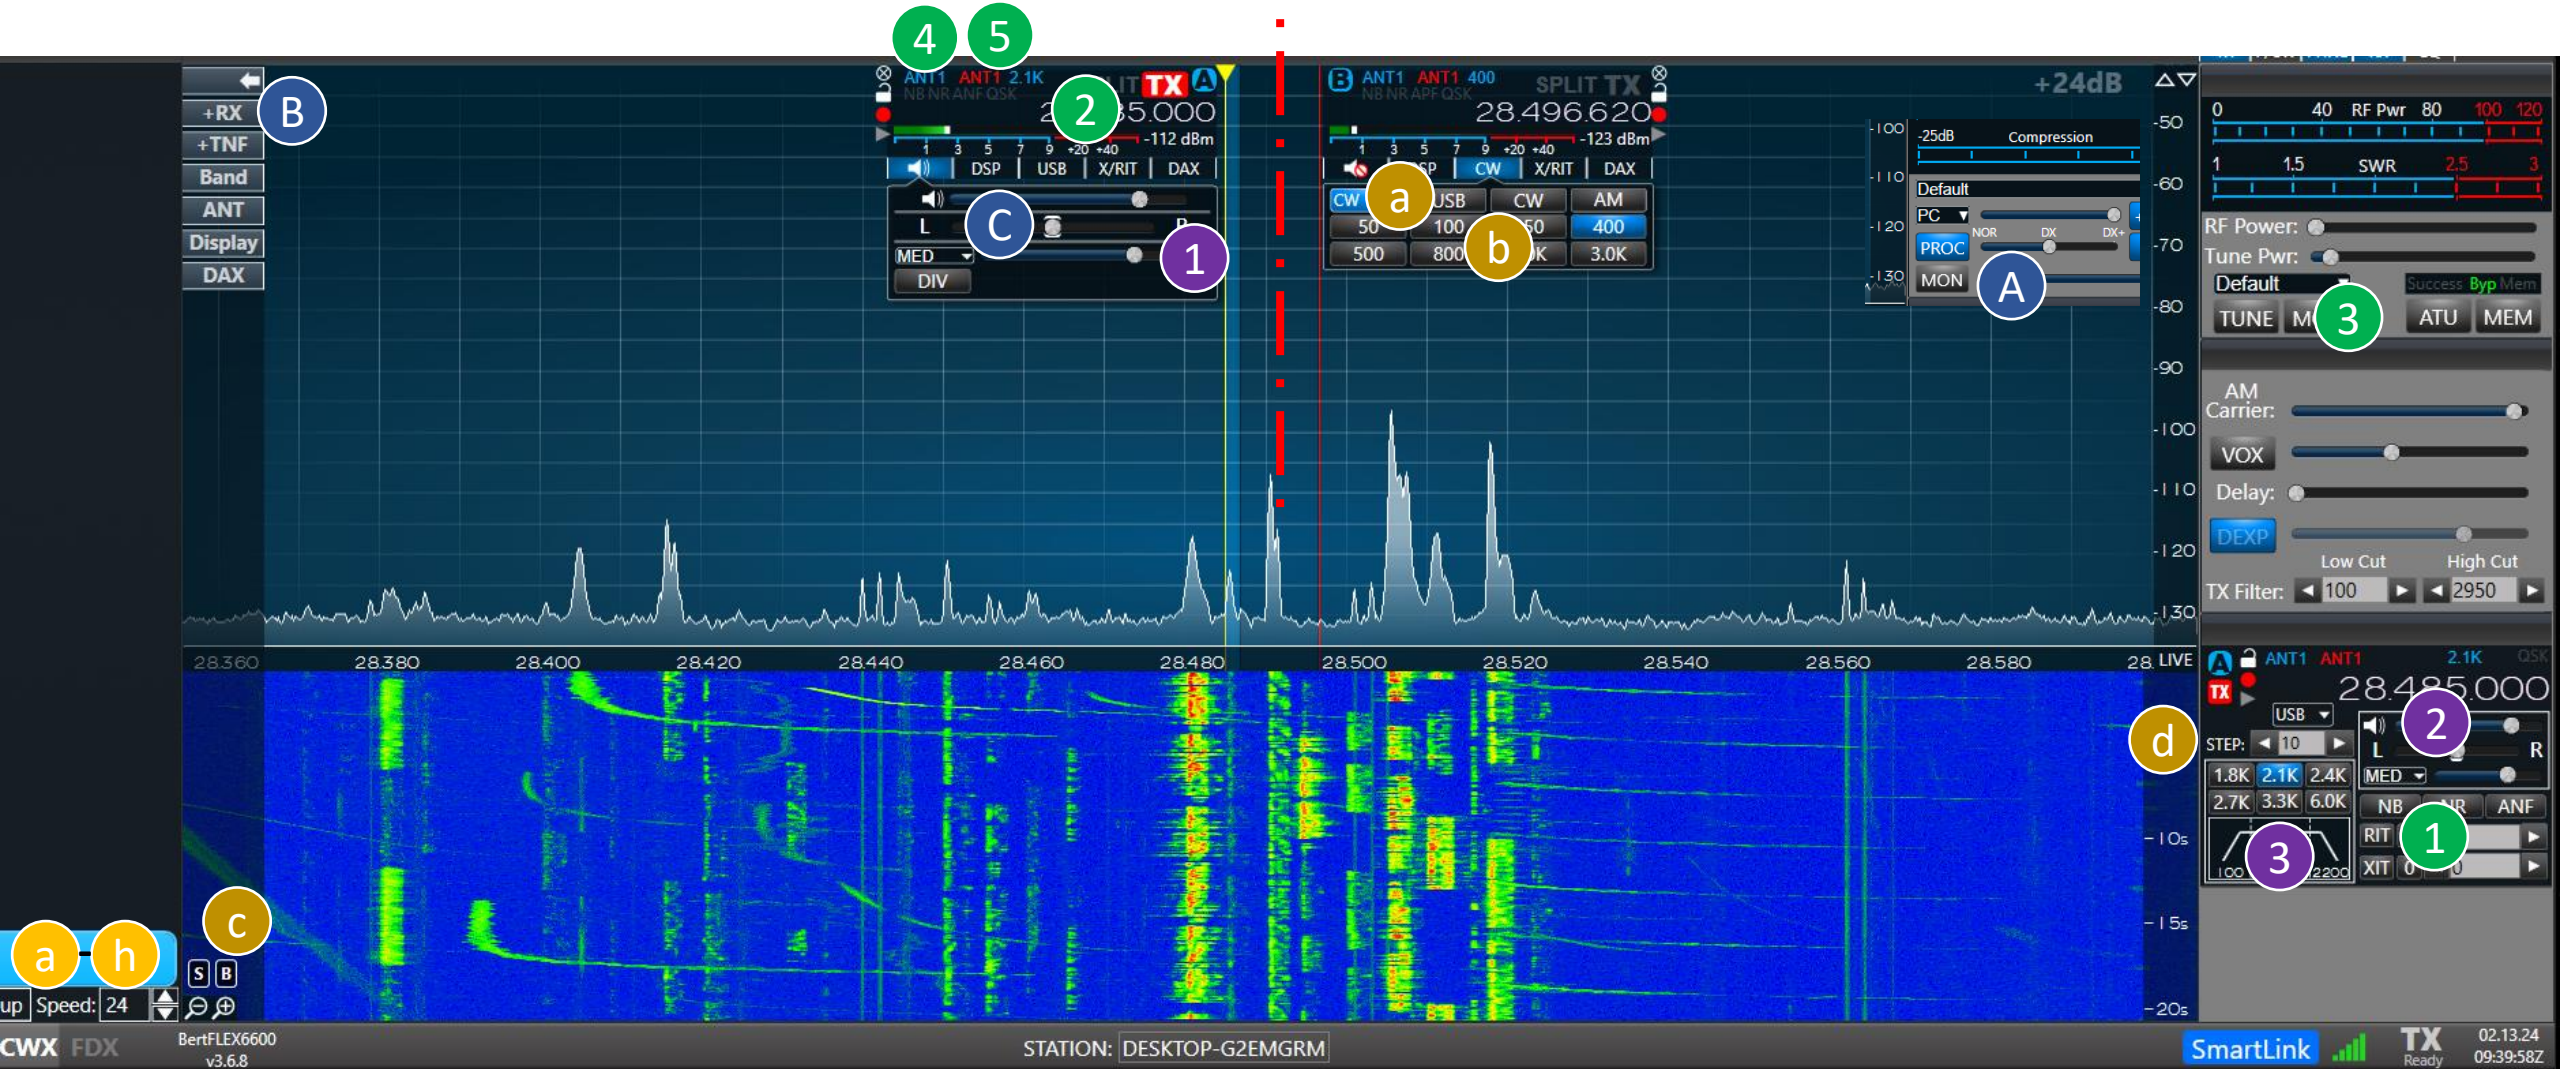 4 5
B
+RX
+TNF
Band
ANT
Display
DAX
ANT1 ANT1 2.1K TX A
NB NR ANF QSK
2 2 35.000
1 3 5 7 9 +20 +40 -112 dBm
DSP USB X/RIT DAX
L C
MED 1
DIV
B ANT1 ANT1 400 SPLIT TX
NB NR APF QSK
28.496.620
1 3 5 7 9 +20 +40 -123 dBm
CW X/RIT DAX
CW a USB CW AM
50 100 50 400
500 800 b K 3.0K
+24dB
-50
-60
-70
-80
-90
-100
-110
-120
-130
-100
-110
-120
-130
-25dB Compression
Default
PC
NOR DX DX+
PROC
MON A
0 40 RF Pwr 80 100 120
1 1.5 SWR 2.5 3
RF Power:
Tune Pwr:
Default Success Byp Mem
TUNE 3 ATU MEM
AM
Carrier:
VOX
Delay:
DEXP
Low Cut High Cut
TX Filter: 100 2950
28.360 28.380 28.400 28.420 28.440 28.460 28.480 28.500 28.520 28.540 28.560 28.580 28. LIVE
A ANT1 ANT1 2.1K QSK
TX 28.485.000
USB 2
d STEP: 10 L R
1.8K 2.1K 2.4K MED
2.7K 3.3K 6.0K NB NR ANF
RIT 1
3 XIT 0 0
100 2200
-10s
-15s
-20s
c
a - h
S B
up Speed: 24
CWX FDX
BertFLEX6600
v3.6.8
STATION: DESKTOP-G2EMGRM
SmartLink
TX
Ready
02.13.24
09:39:58Z